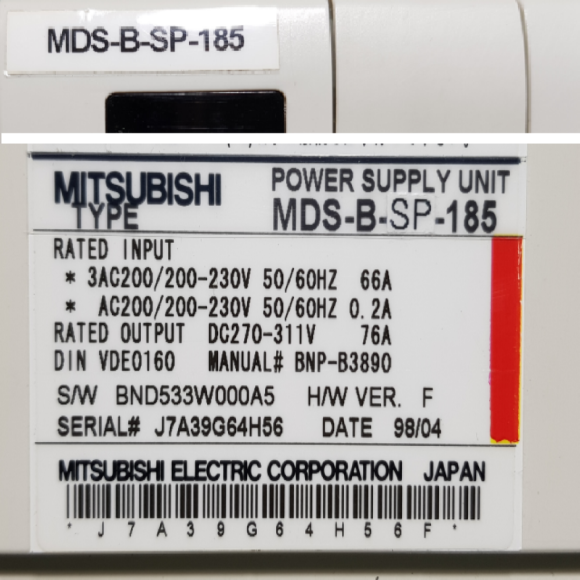 MDS-B-SP-185
MITSUBISHI
POWER SUPPLY UNIT
TYPE
MDS-B-SP-185
RATED INPUT
* 3AC200/200-230V 50/60HZ 66A
* AC200/200-230V 50/60HZ 0.2A
RATED OUTPUT DC270-311V 76A
DIN VDE0160 MANUAL# BNP-B3890
S/W BND533W000A5 H/W VER. F
SERIAL# J7A39G64H56 DATE 98/04
MITSUBISHI ELECTRIC CORPORATION JAPAN
* J 7 A 3 9 G 6 4 H 5 6 F *